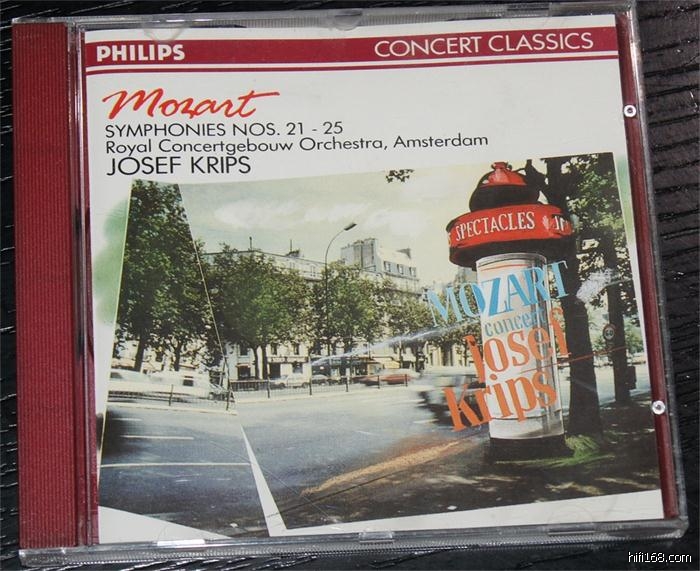 PHILIPS
CONCERT CLASSICS
Mozart
SYMPHONIES NOS. 21 - 25
Royal Concertgebouw Orchestra, Amsterdam
JOSEF KRIPS
SPECTACLES
MOZART
concert
josef
krips
hifi168.com